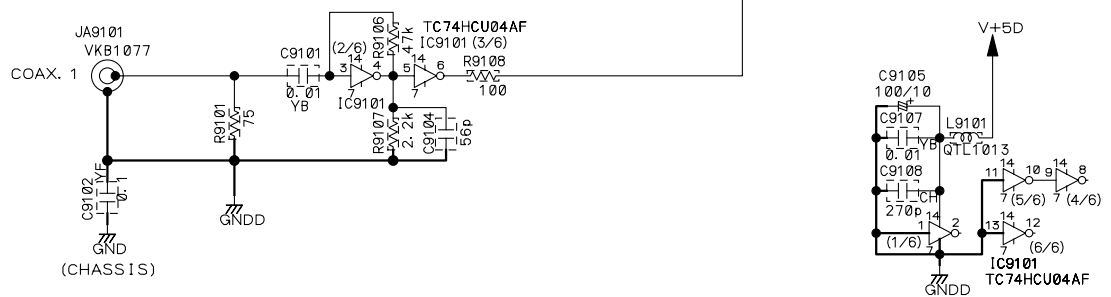 JA9101
VKB1077
COAX. 1
C9101
0.01
YB
(2/6)
14
3
4
7
IC9101
R9106
47k
TC74HCU04AF
IC9101 (3/6)
14
5
6
7
R9108
100
R9101
75
R9107
2.2k
C9104
56p
C9102
YF
0.1
GNDD
GND
(CHASSIS)
V+5D
C9105
100/10
+
C9107
0.01
YB
L9101
QTL1013
C9108
270p
CH
14
1
2
(1/6)
7
14
11
10
7
(5/6)
14
9
8
7
(4/6)
14
13
12
7
(6/6)
IC9101
TC74HCU04AF
GNDD